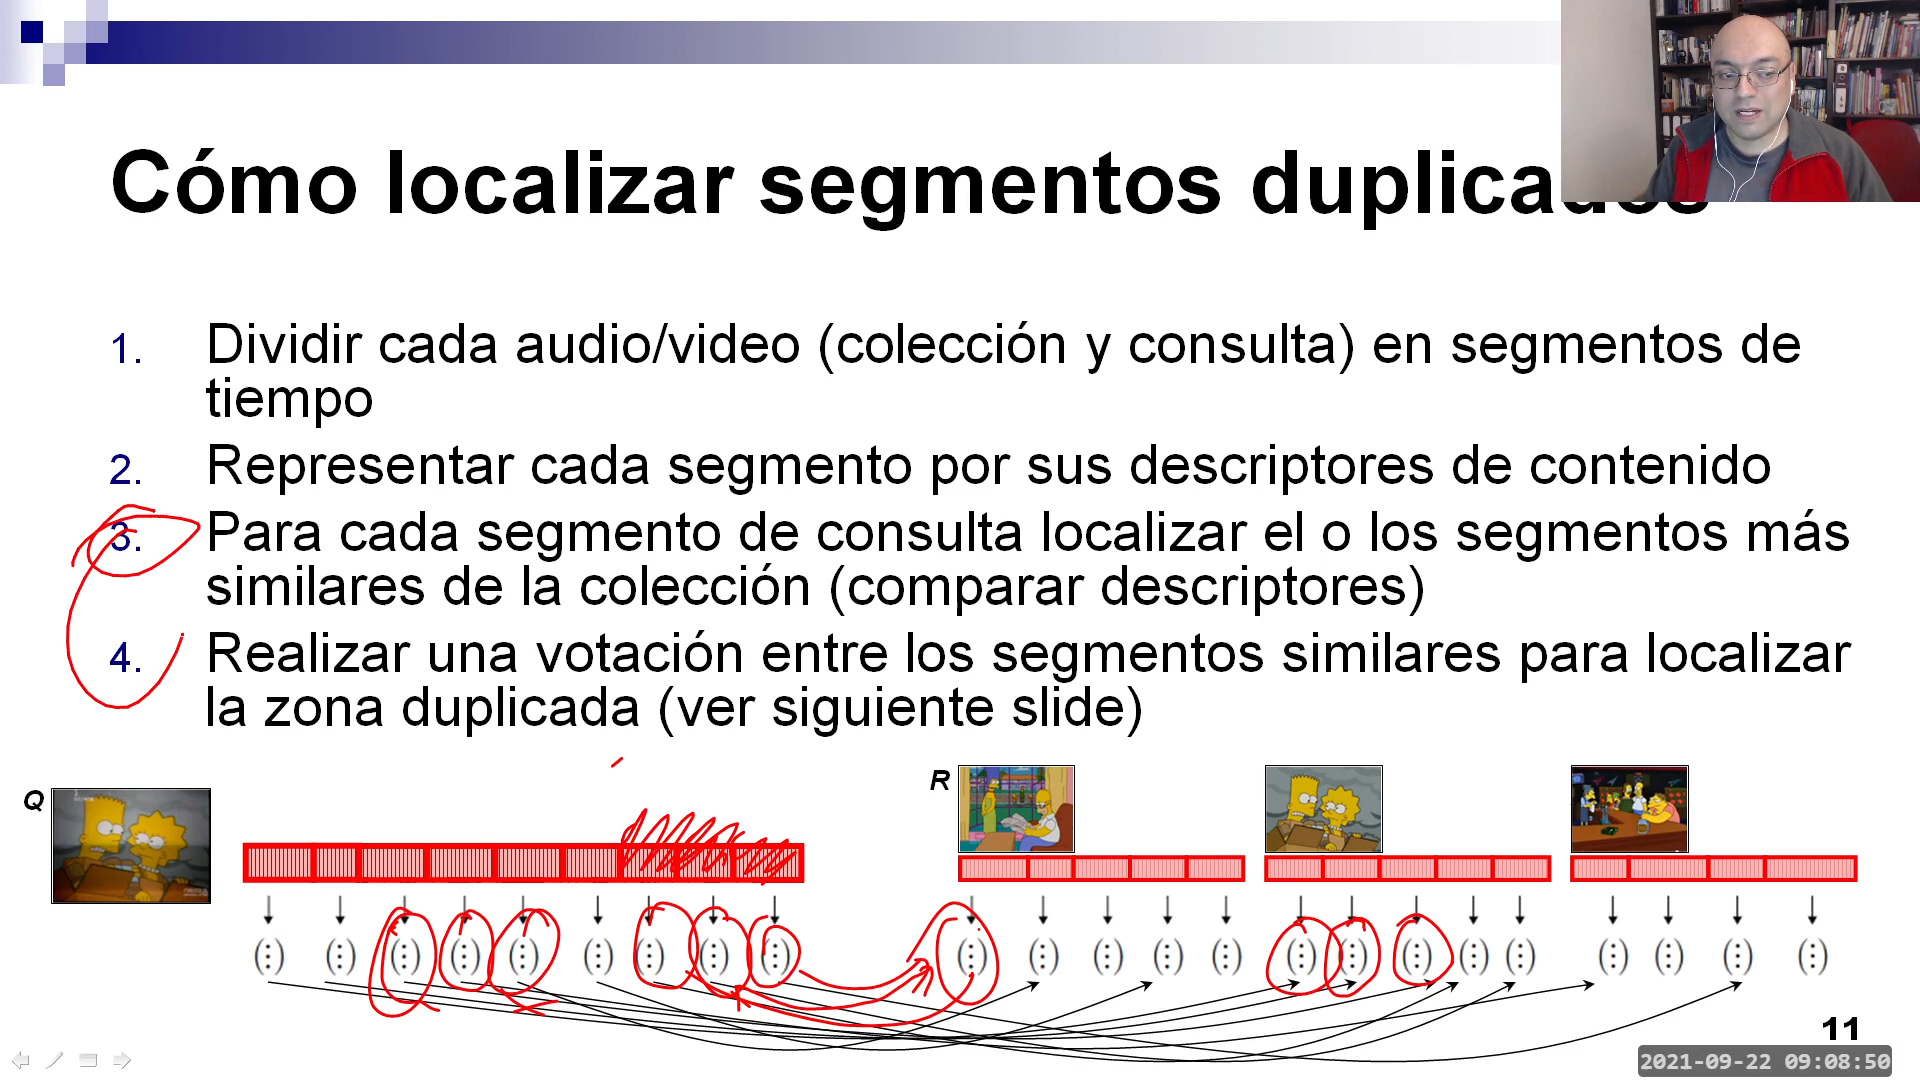 Cómo localizar segmentos duplicados
1. Dividir cada audio/video (colección y consulta) en segmentos de
tiempo
2. Representar cada segmento por sus descriptores de contenido
3. Para cada segmento de consulta localizar el o los segmentos más
similares de la colección (comparar descriptores)
4. Realizar una votación entre los segmentos similares para localizar
la zona duplicada (ver siguiente slide)
Q
R
11
2021-09-22 09:08:50